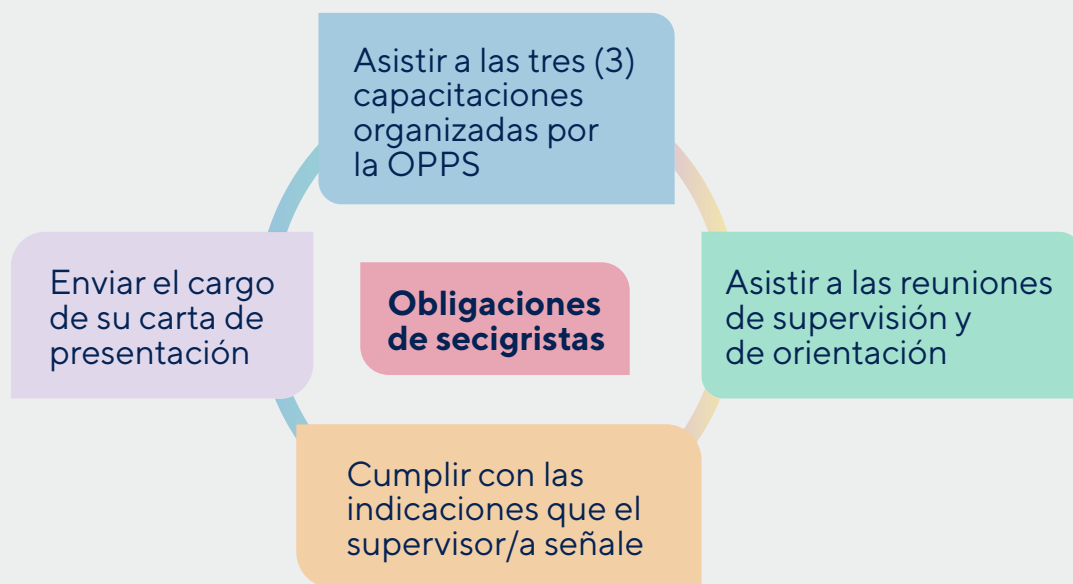 Asistir a las tres (3)
capacitaciones
organizadas por
la OPPS
Enviar el cargo
de su carta de
presentación
Obligaciones
de secigristas
Asistir a las reuniones
de supervisión y
de orientación
Cumplir con las
indicaciones que el
supervisor/a señale